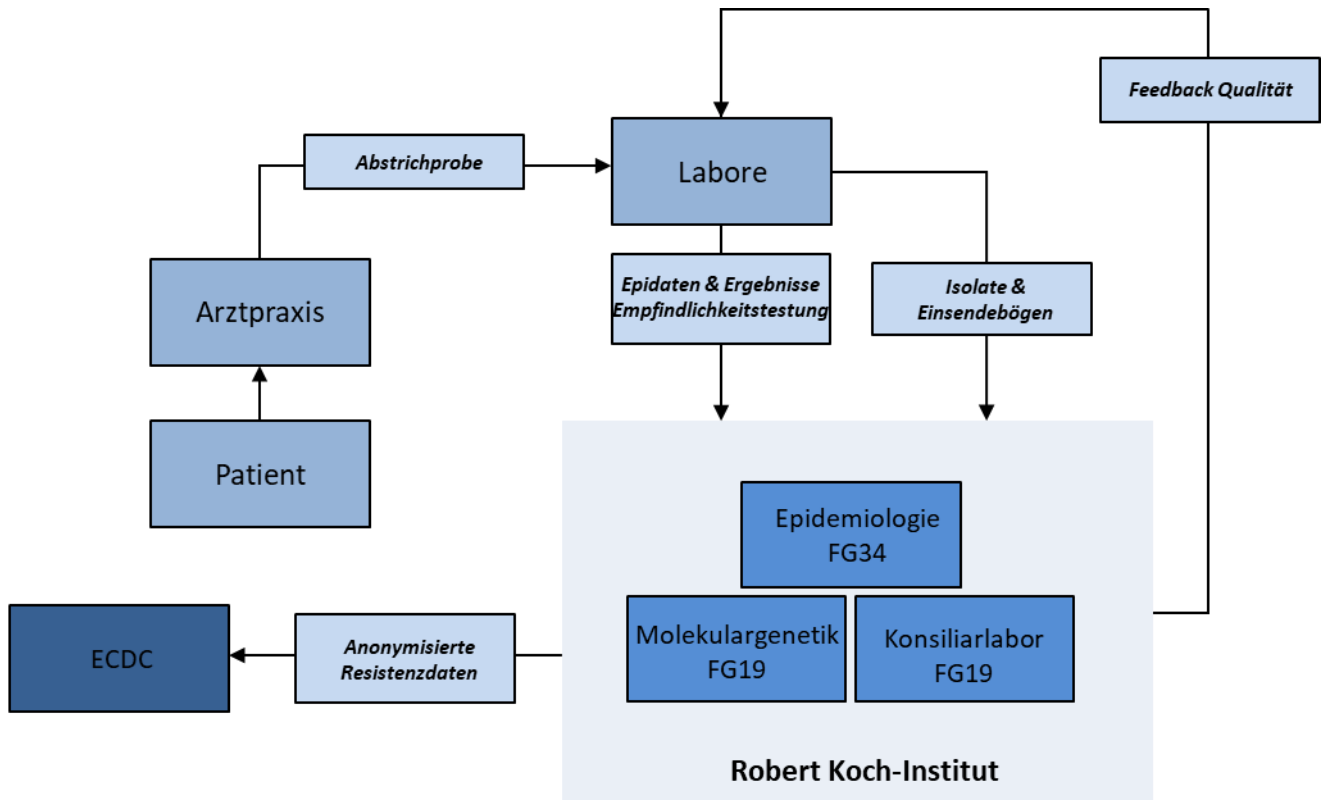 Feedback Qualität
Abstrichprobe
Labore
Arztpraxis
Epidaten & Ergebnisse
Empfindlichkeitstestung
Isolate &
Einsendebögen
Patient
Epidemiologie
FG34
Molekulargenetik
FG19
Konsiliarlabor
FG19
ECDC
Anonymisierte
Resistenzdaten
Robert Koch-Institut